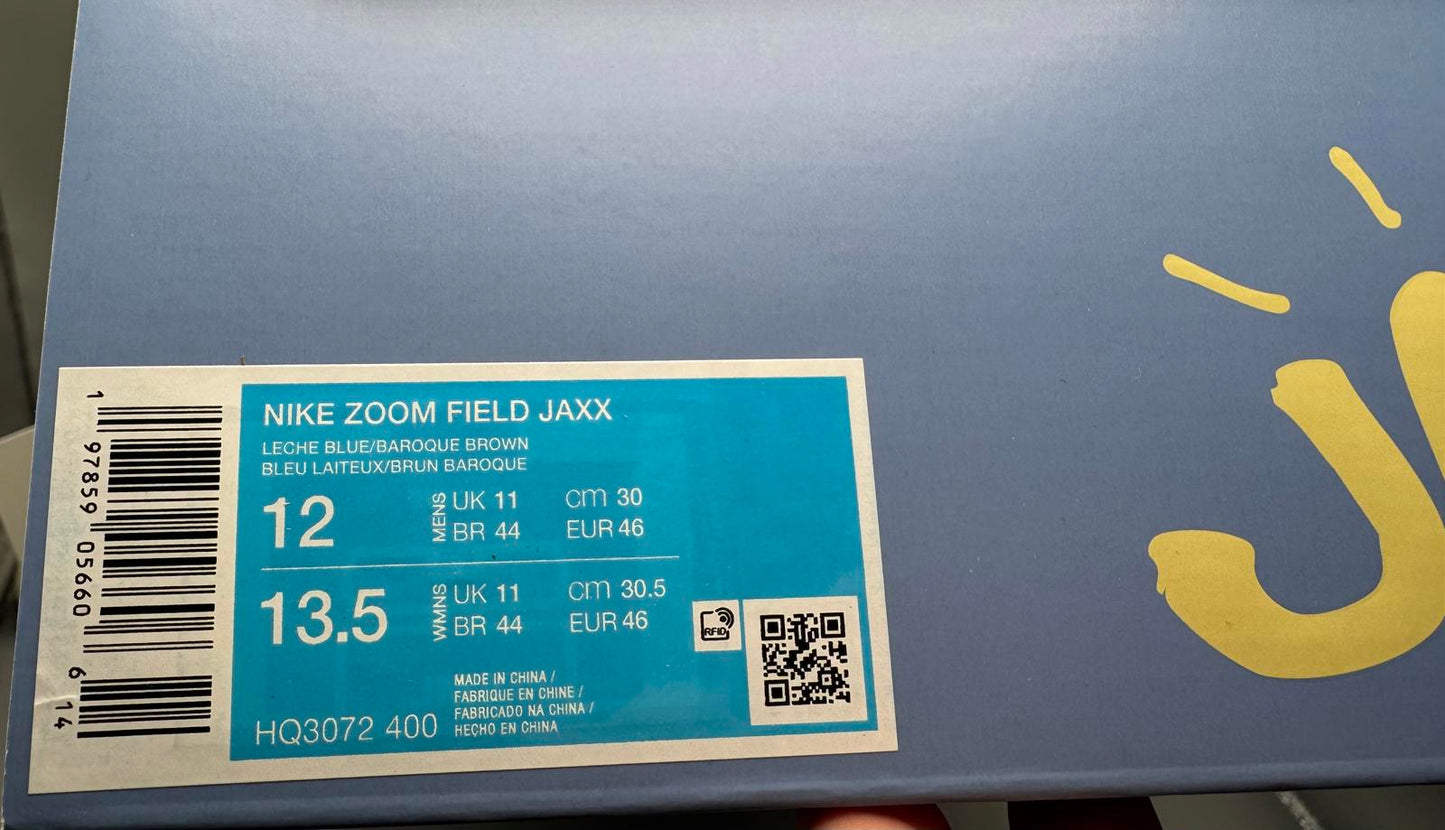 NIKE ZOOM FIELD JAXX
LECHE BLUE/BAROQUE BROWN
BLEU LAITEUX/BRUN BAROQUE
12 MENS UK 11 cm 30
BR 44 EUR 46
13.5 WMNS UK 11 cm 30.5
BR 44 EUR 46
RFID
MADE IN CHINA /
FABRIQUE EN CHINE /
FABRICADO NA CHINA /
HECHO EN CHINA
HQ3072 400
1 97859 05660 6 14